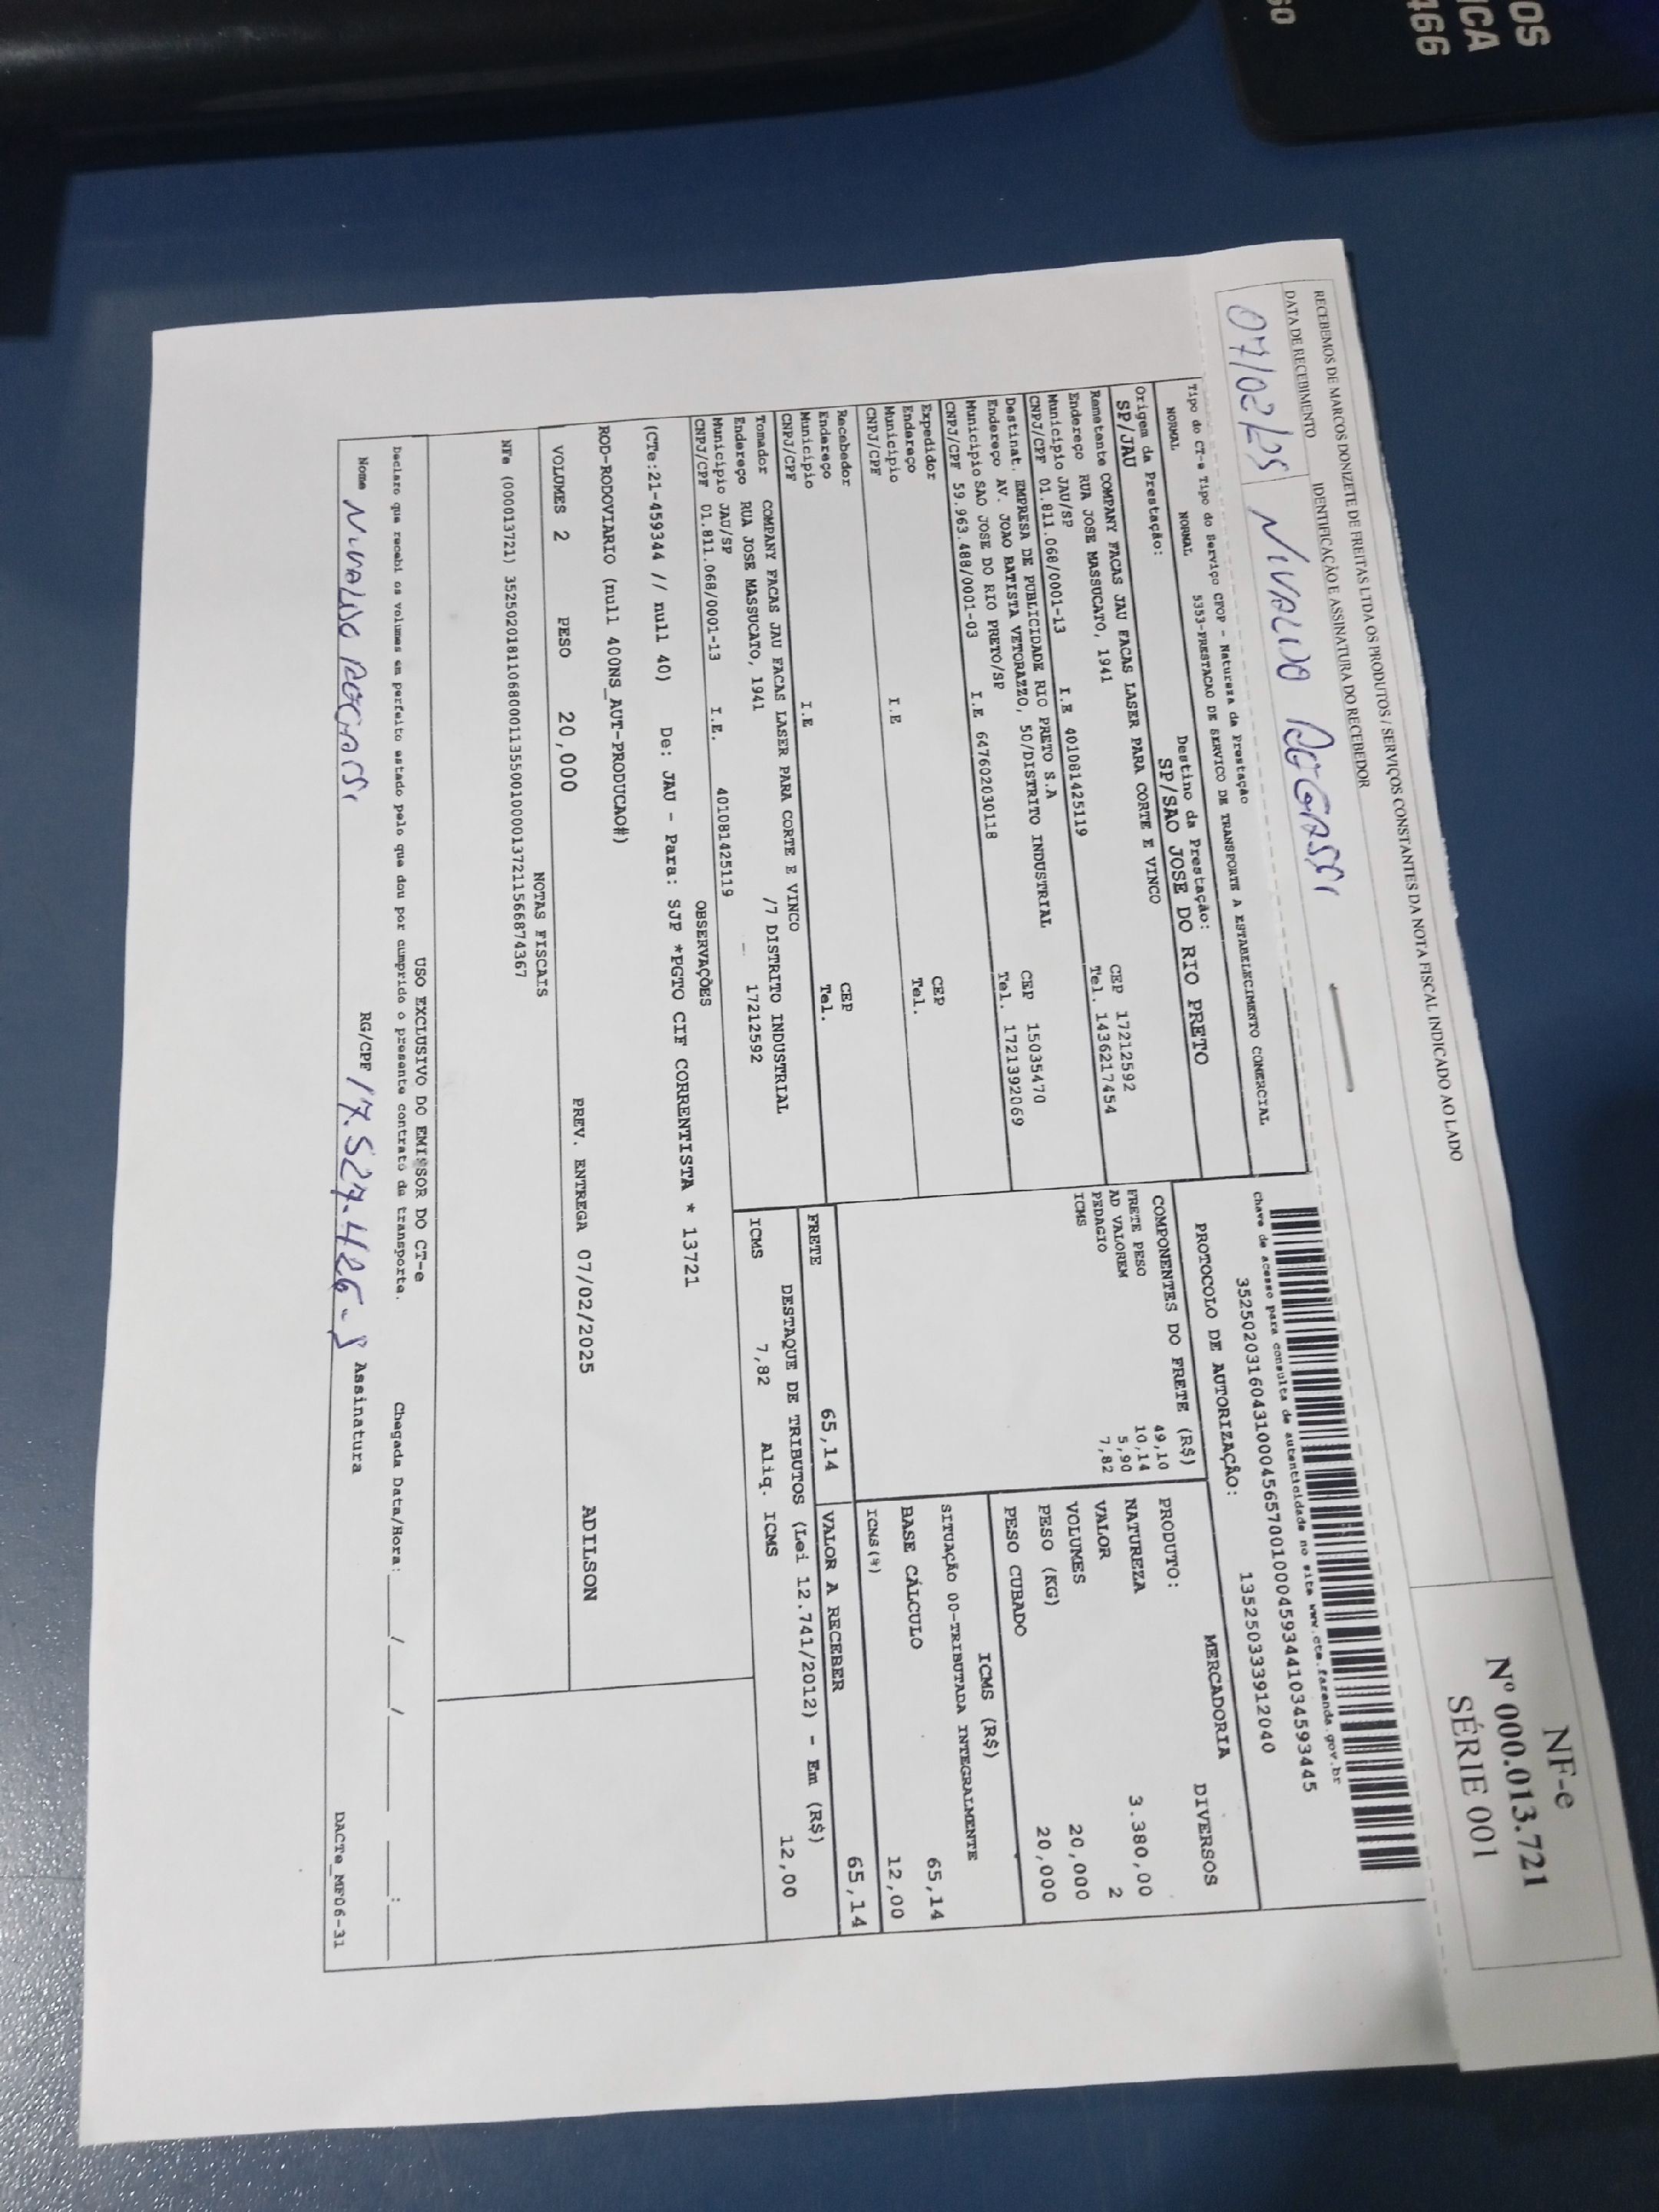 OS
ICA
466
60
RECEBEMOS DE MARCOS DONIZETE DE FREITAS LTDA OS PRODUTOS / SERVIÇOS CONSTANTES DA NOTA FISCAL INDICADO AO LADO
DATA DE RECEBIMENTO IDENTIFICAÇÃO E ASSINATURA DO RECEBEDOR
07/02/25 NIVALDO
NF-e
Nº 000.013.721
SÉRIE 001
Tipo do CT-e Tipo do Serviço CFOP - Natureza da Prestação
NORMAL NORMAL 5353-PRESTACAO DE SERVICO DE TRANSPORTE A ESTABELECIMENTO COMERCIAL
Origem da Prestação: Destino da Prestação:
SP/JAU SP/SAO JOSE DO RIO PRETO
Remetente COMPANY FACAS JAU FACAS LASER PARA CORTE E VINCO
Endereço RUA JOSE MASSUCATO, 1941 CEP 17212592
Município JAU/SP Tel. 1436217454
CNPJ/CPF 01.811.068/0001-13 I.E 401081425119
Destinat. EMPRESA DE PUBLICIDADE RIO PRETO S.A
Endereço AV. JOAO BATISTA VETORAZZO, 50/DISTRITO INDUSTRIAL CEP 15035470
Município SAO JOSE DO RIO PRETO/SP Tel. 1721392069
CNPJ/CPF 59.963.488/0001-03 I.E 647602030118
Expedidor
Endereço CEP
Município Tel.
CNPJ/CPF I.E
Recebedor
Endereço CEP
Município Tel.
CNPJ/CPF I.E
Tomador COMPANY FACAS JAU FACAS LASER PARA CORTE E VINCO
Endereço RUA JOSE MASSUCATO, 1941 /7 DISTRITO INDUSTRIAL
Município JAU/SP 17212592
CNPJ/CPF 01.811.068/0001-13 I.E. 401081425119
chave de acesso para consulta de autenticidade no site www.cte.fazenda.gov.br
35250203160431000456570010004593441034593445
PROTOCOLO DE AUTORIZAÇÃO: 135250333912040
COMPONENTES DO FRETE (R$)
FRETE PESO 49,10
AD VALOREM 10,14
PEDAGIO 5,90
ICMS 7,82
MERCADORIA
PRODUTO: DIVERSOS
NATUREZA
VALOR 3.380,00
VOLUMES 2
PESO (KG) 20,000
PESO CUBADO 20,000
ICMS (R$)
SITUAÇÃO 00-TRIBUTADA INTEGRALMENTE
BASE CÁLCULO 65,14
ICMS(%) 12,00
FRETE 65,14 VALOR A RECEBER 65,14
DESTAQUE DE TRIBUTOS (Lei 12.741/2012) - Em (R$)
ICMS 7,82 Aliq. ICMS 12,00
OBSERVAÇÕES
(CTe:21-459344 // null 40) De: JAU - Para: SJP *PGTO CIF CORRENTISTA * 13721
ROD-RODOVIARIO (null 400NS_AUT-PRODUCAO#)
VOLUMES 2 PESO 20,000 PREV. ENTREGA 07/02/2025 ADILSON
NOTAS FISCAIS
NFe (000013721) 35250201811068000113550010000137211566874367
USO EXCLUSIVO DO EMISSOR DO CT-e
Declaro que recebi os volumes em perfeito estado pelo que dou por cumprido o presente contrato de transporte. Chegada Data/Hora: ____/____/____ ___:___
Nome NIVALDO RG/CPF 17.527.426-8 Assinatura
DACTe_MF06-31